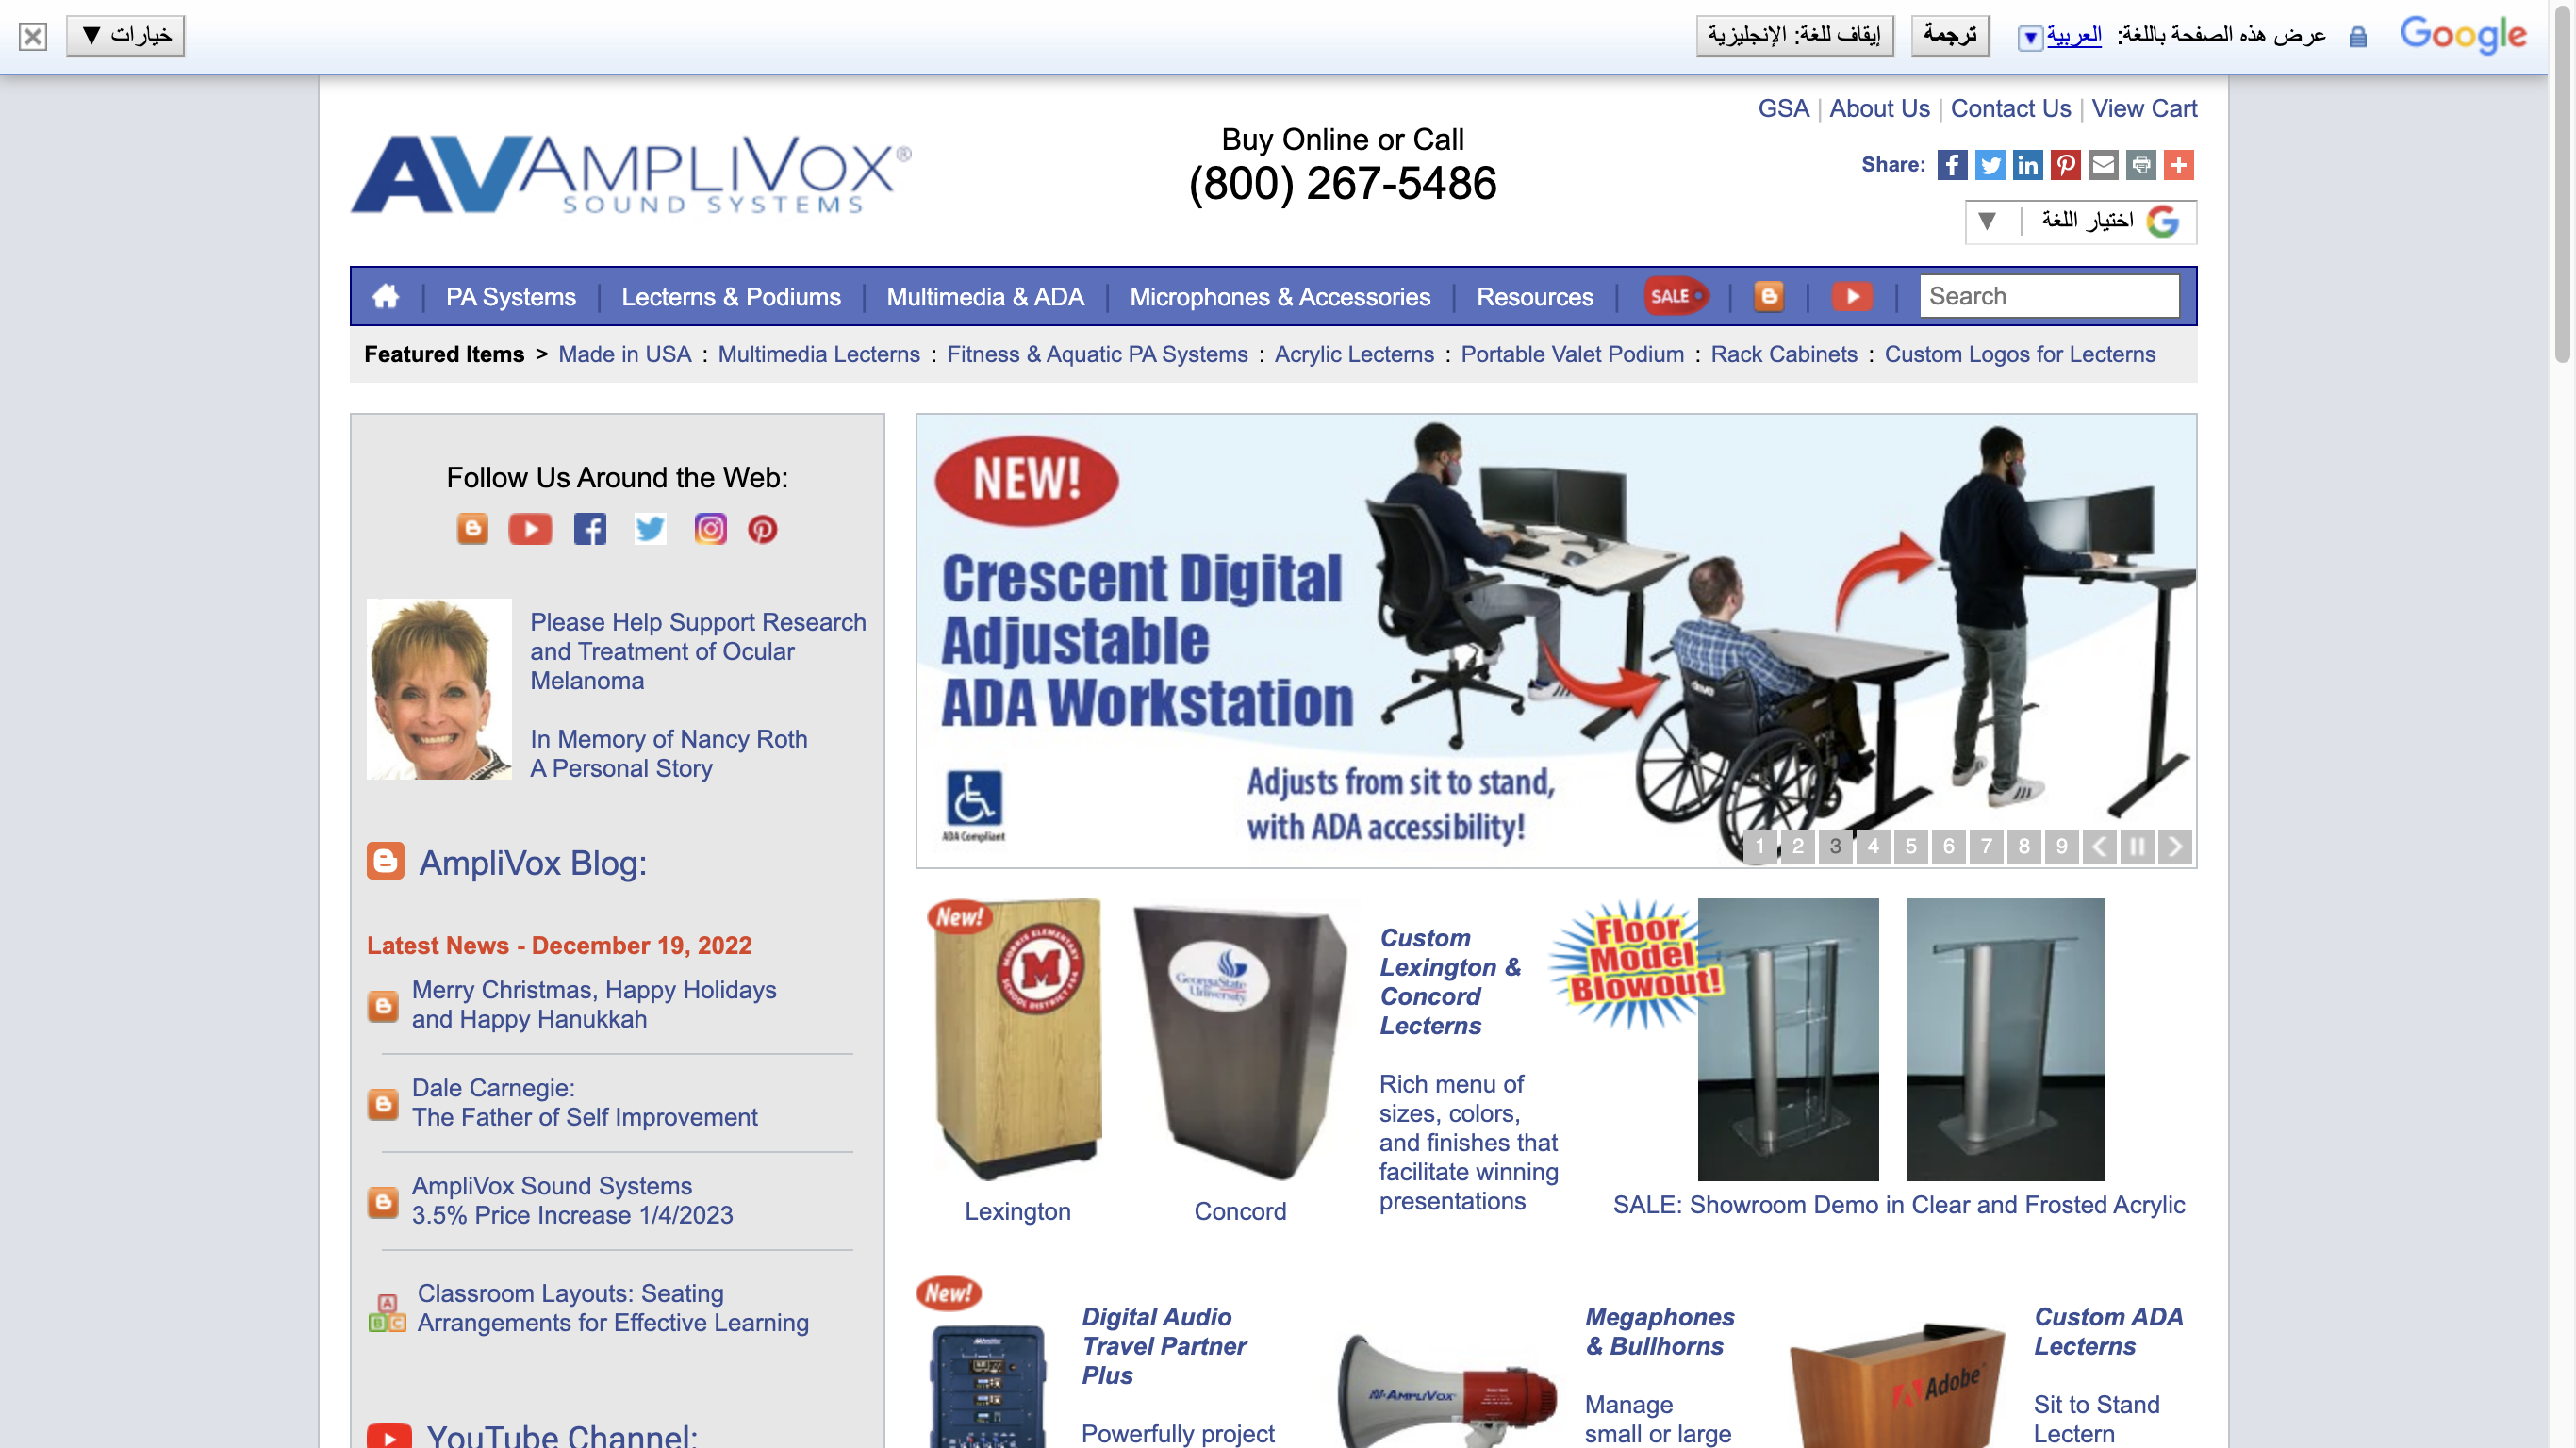 خيارات ▼
إيقاف للغة: الإنجليزية
ترجمة
عرض هذه الصفحة باللغة: العربية
Google
GSA | About Us | Contact Us | View Cart
AV AMPLIVOX®
SOUND SYSTEMS
Buy Online or Call
(800) 267-5486
Share:
اختيار اللغة
PA Systems | Lecterns & Podiums | Multimedia & ADA | Microphones & Accessories | Resources | SALE
Search
Featured Items > Made in USA : Multimedia Lecterns : Fitness & Aquatic PA Systems : Acrylic Lecterns : Portable Valet Podium : Rack Cabinets : Custom Logos for Lecterns
Follow Us Around the Web:
Please Help Support Research
and Treatment of Ocular
Melanoma
In Memory of Nancy Roth
A Personal Story
AmpliVox Blog:
Latest News - December 19, 2022
Merry Christmas, Happy Holidays
and Happy Hanukkah
Dale Carnegie:
The Father of Self Improvement
AmpliVox Sound Systems
3.5% Price Increase 1/4/2023
Classroom Layouts: Seating
Arrangements for Effective Learning
YouTube Channel:
NEW!
Crescent Digital
Adjustable
ADA Workstation
ADA Compliant
Adjusts from sit to stand,
with ADA accessibility!
1 2 3 4 5 6 7 8 9
New!
MORRIS ELEMENTARY
M
Georgia State
University
Lexington
Concord
Custom
Lexington &
Concord
Lecterns
Rich menu of
sizes, colors,
and finishes that
facilitate winning
presentations
Floor
Model
Blowout!
SALE: Showroom Demo in Clear and Frosted Acrylic
New!
Digital Audio
Travel Partner
Plus
Powerfully project
AMPLIVOX
Megaphones
& Bullhorns
Manage
small or large
Adobe
Custom ADA
Lecterns
Sit to Stand
Lectern